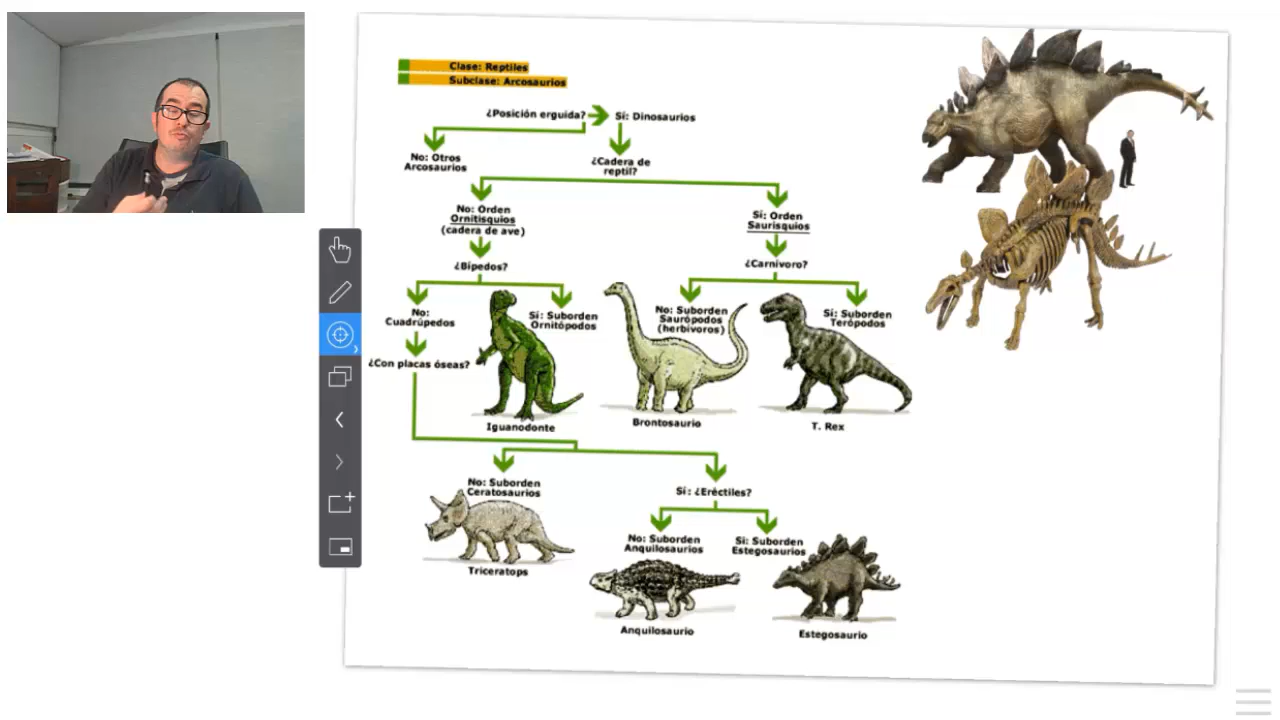 Clase: Reptiles
Subclase: Arcosaurios
¿Posición erguida?
Sí: Dinosaurios
No: Otros
Arcosaurios
¿Cadera de
reptil?
No: Orden
Ornitisquios
(cadera de ave)
Sí: Orden
Saurisquios
¿Bípedos?
¿Carnívoro?
No:
Cuadrúpedos
Sí: Suborden
Ornitópodos
No: Suborden
Saurópodos
(herbívoros)
Sí: Suborden
Terópodos
¿Con placas óseas?
Iguanodonte
Brontosaurio
T. Rex
No: Suborden
Ceratosaurios
Sí: ¿Eréctiles?
No: Suborden
Anquilosaurios
Sí: Suborden
Estegosaurios
Triceratops
Anquilosaurio
Estegosaurio